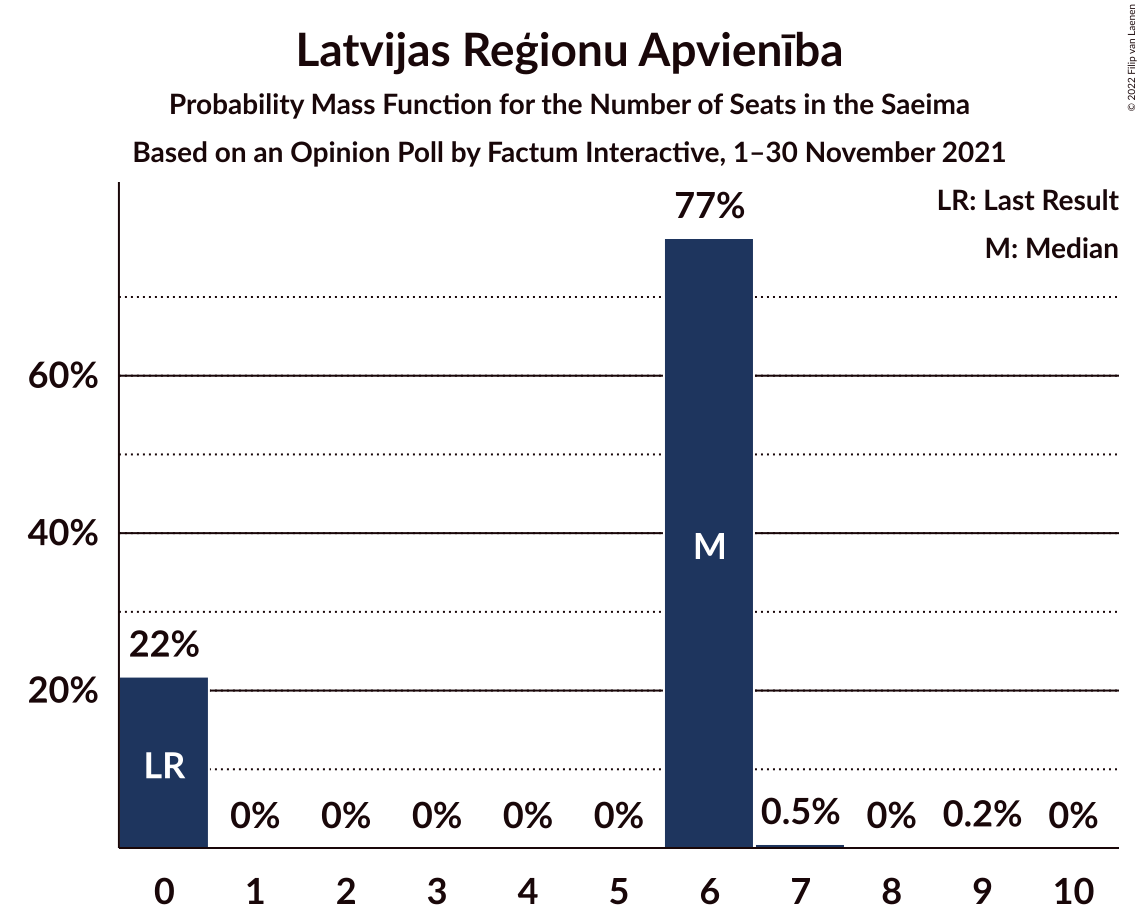 Latvijas Reģionu Apvienība
Probability Mass Function for the Number of Seats in the Saeima
Based on an Opinion Poll by Factum Interactive, 1–30 November 2021
© 2022 Filip van Laenen
LR: Last Result
M: Median
77%
60%
40%
M
22%
20%
LR
0% 0% 0% 0% 0% 0.5% 0% 0.2% 0%
0 1 2 3 4 5 6 7 8 9 10